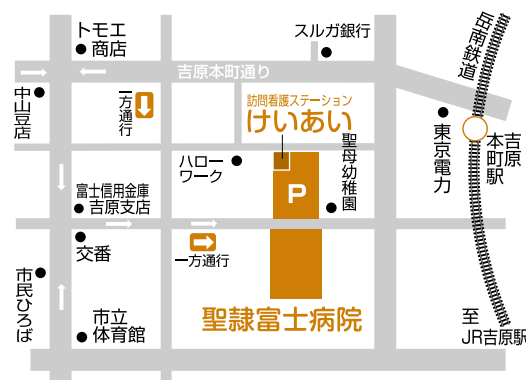 トモエ
商店
スルガ銀行
岳南鉄道
吉原本町通り
中山豆店
一方通行
訪問看護ステーション
けいあい
東京電力
吉原
本町駅
聖母幼稚園
ハロー
ワーク
P
富士信用金庫
吉原支店
交番
一方通行
市民ひろば
市立
体育館
聖隷富士病院
至
JR吉原駅